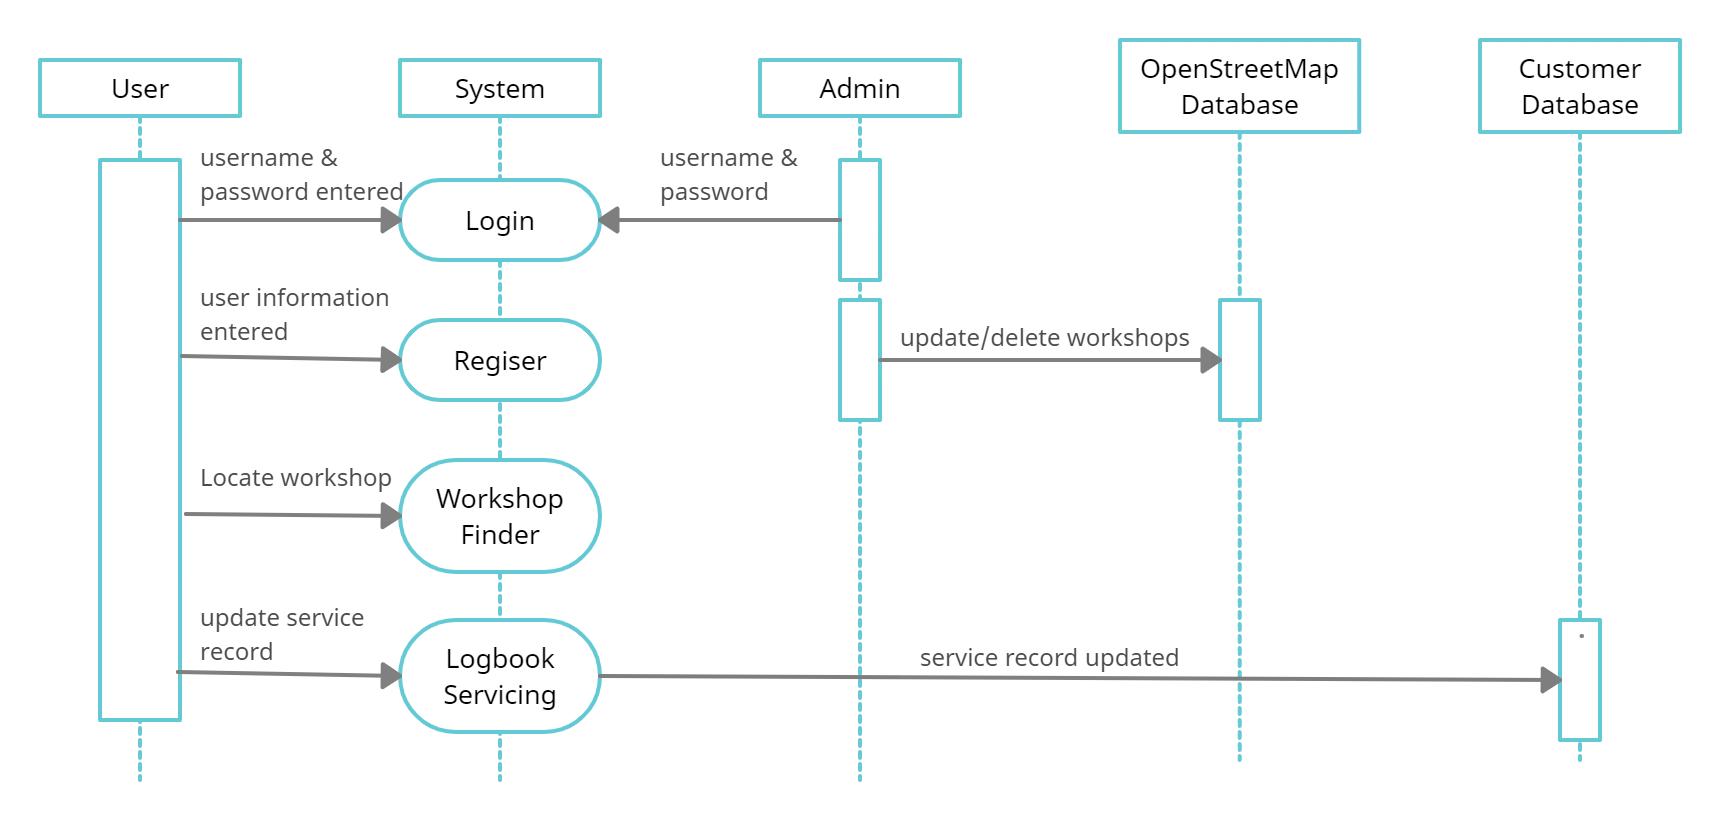 User
System
Admin
OpenStreetMap
Database
Customer
Database
username &
password entered
username &
password
Login
user information
entered
Regiser
update/delete workshops
Locate workshop
Workshop
Finder
update service
record
Logbook
Servicing
service record updated